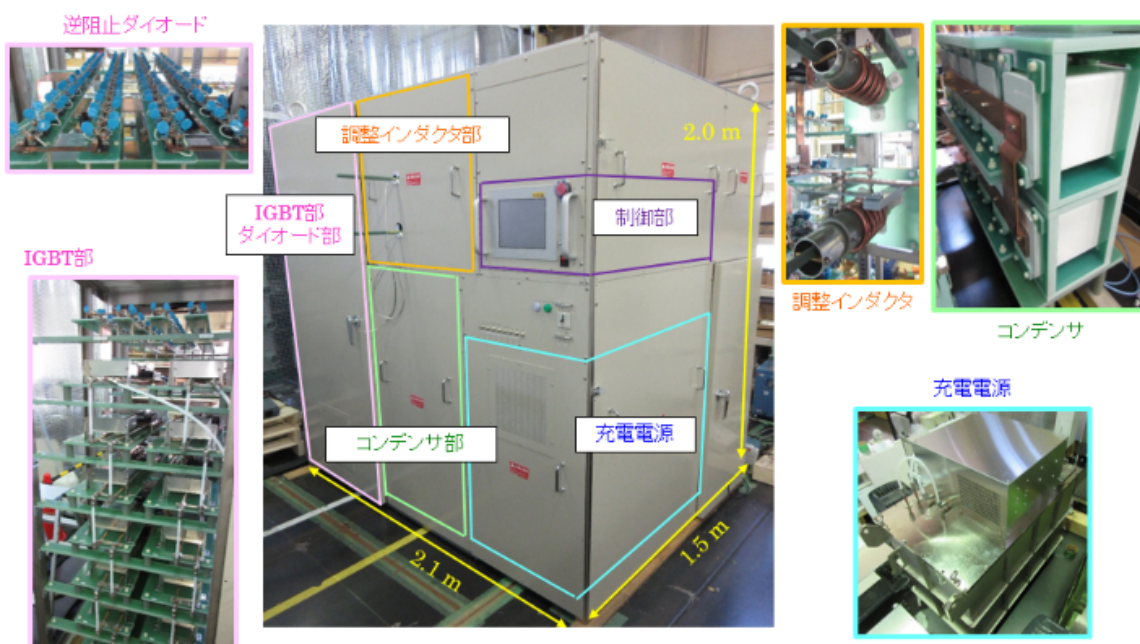 逆阻止ダイオード
調整インダクタ部
2.0 m
IGBT部
ダイオード部
制御部
IGBT部
調整インダクタ
コンデンサ
充電電源
コンデンサ部
充電電源
2.1 m
1.5 m